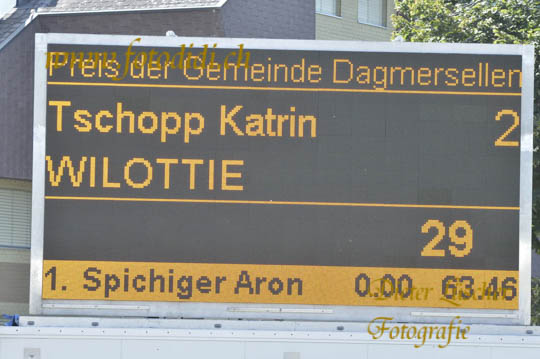 www.fotodidi.ch
Preis der Gemeinde Dagmersellen
Tschopp Katrin 2
WILOTTIE
29
1. Spichiger Aron 0.00 63.46
Dieter
Fotografie